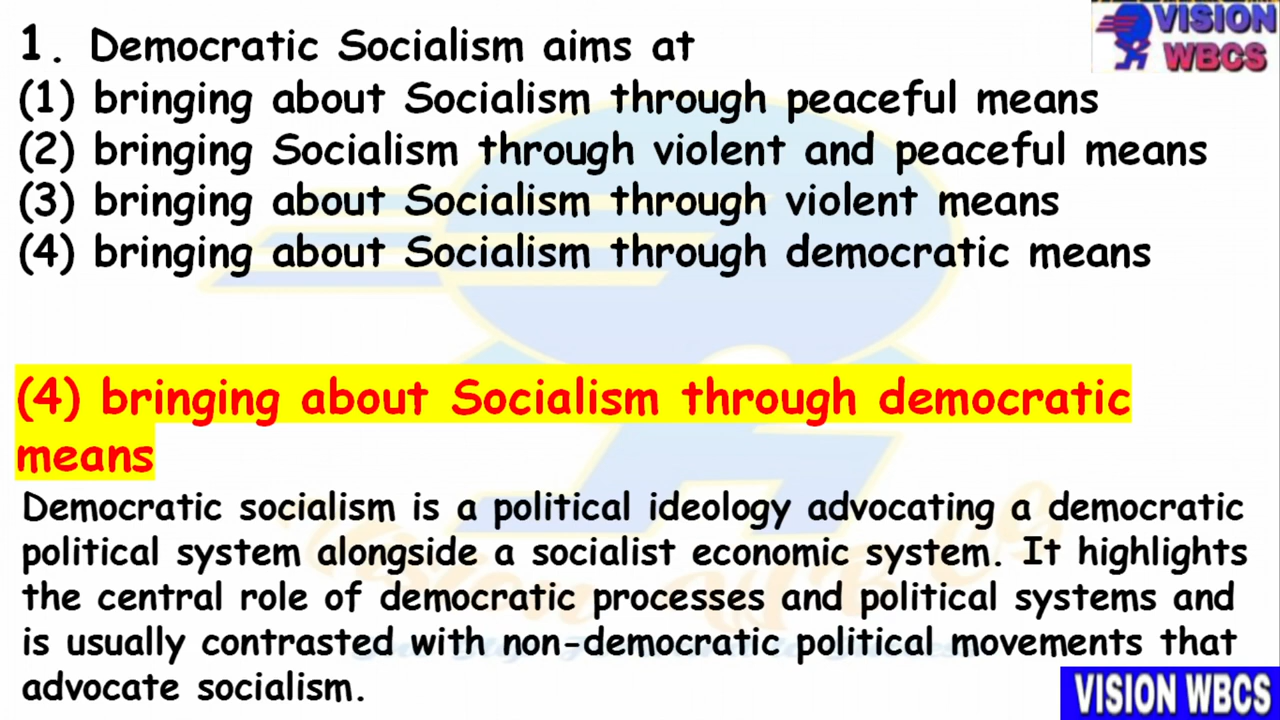 1. Democratic Socialism aims at
(1) bringing about Socialism through peaceful means
(2) bringing Socialism through violent and peaceful means
(3) bringing about Socialism through violent means
(4) bringing about Socialism through democratic means
(4) bringing about Socialism through democratic
means
Democratic socialism is a political ideology advocating a democratic
political system alongside a socialist economic system. It highlights
the central role of democratic processes and political systems and
is usually contrasted with non-democratic political movements that
advocate socialism.
VISION
WBCS
VISION WBCS